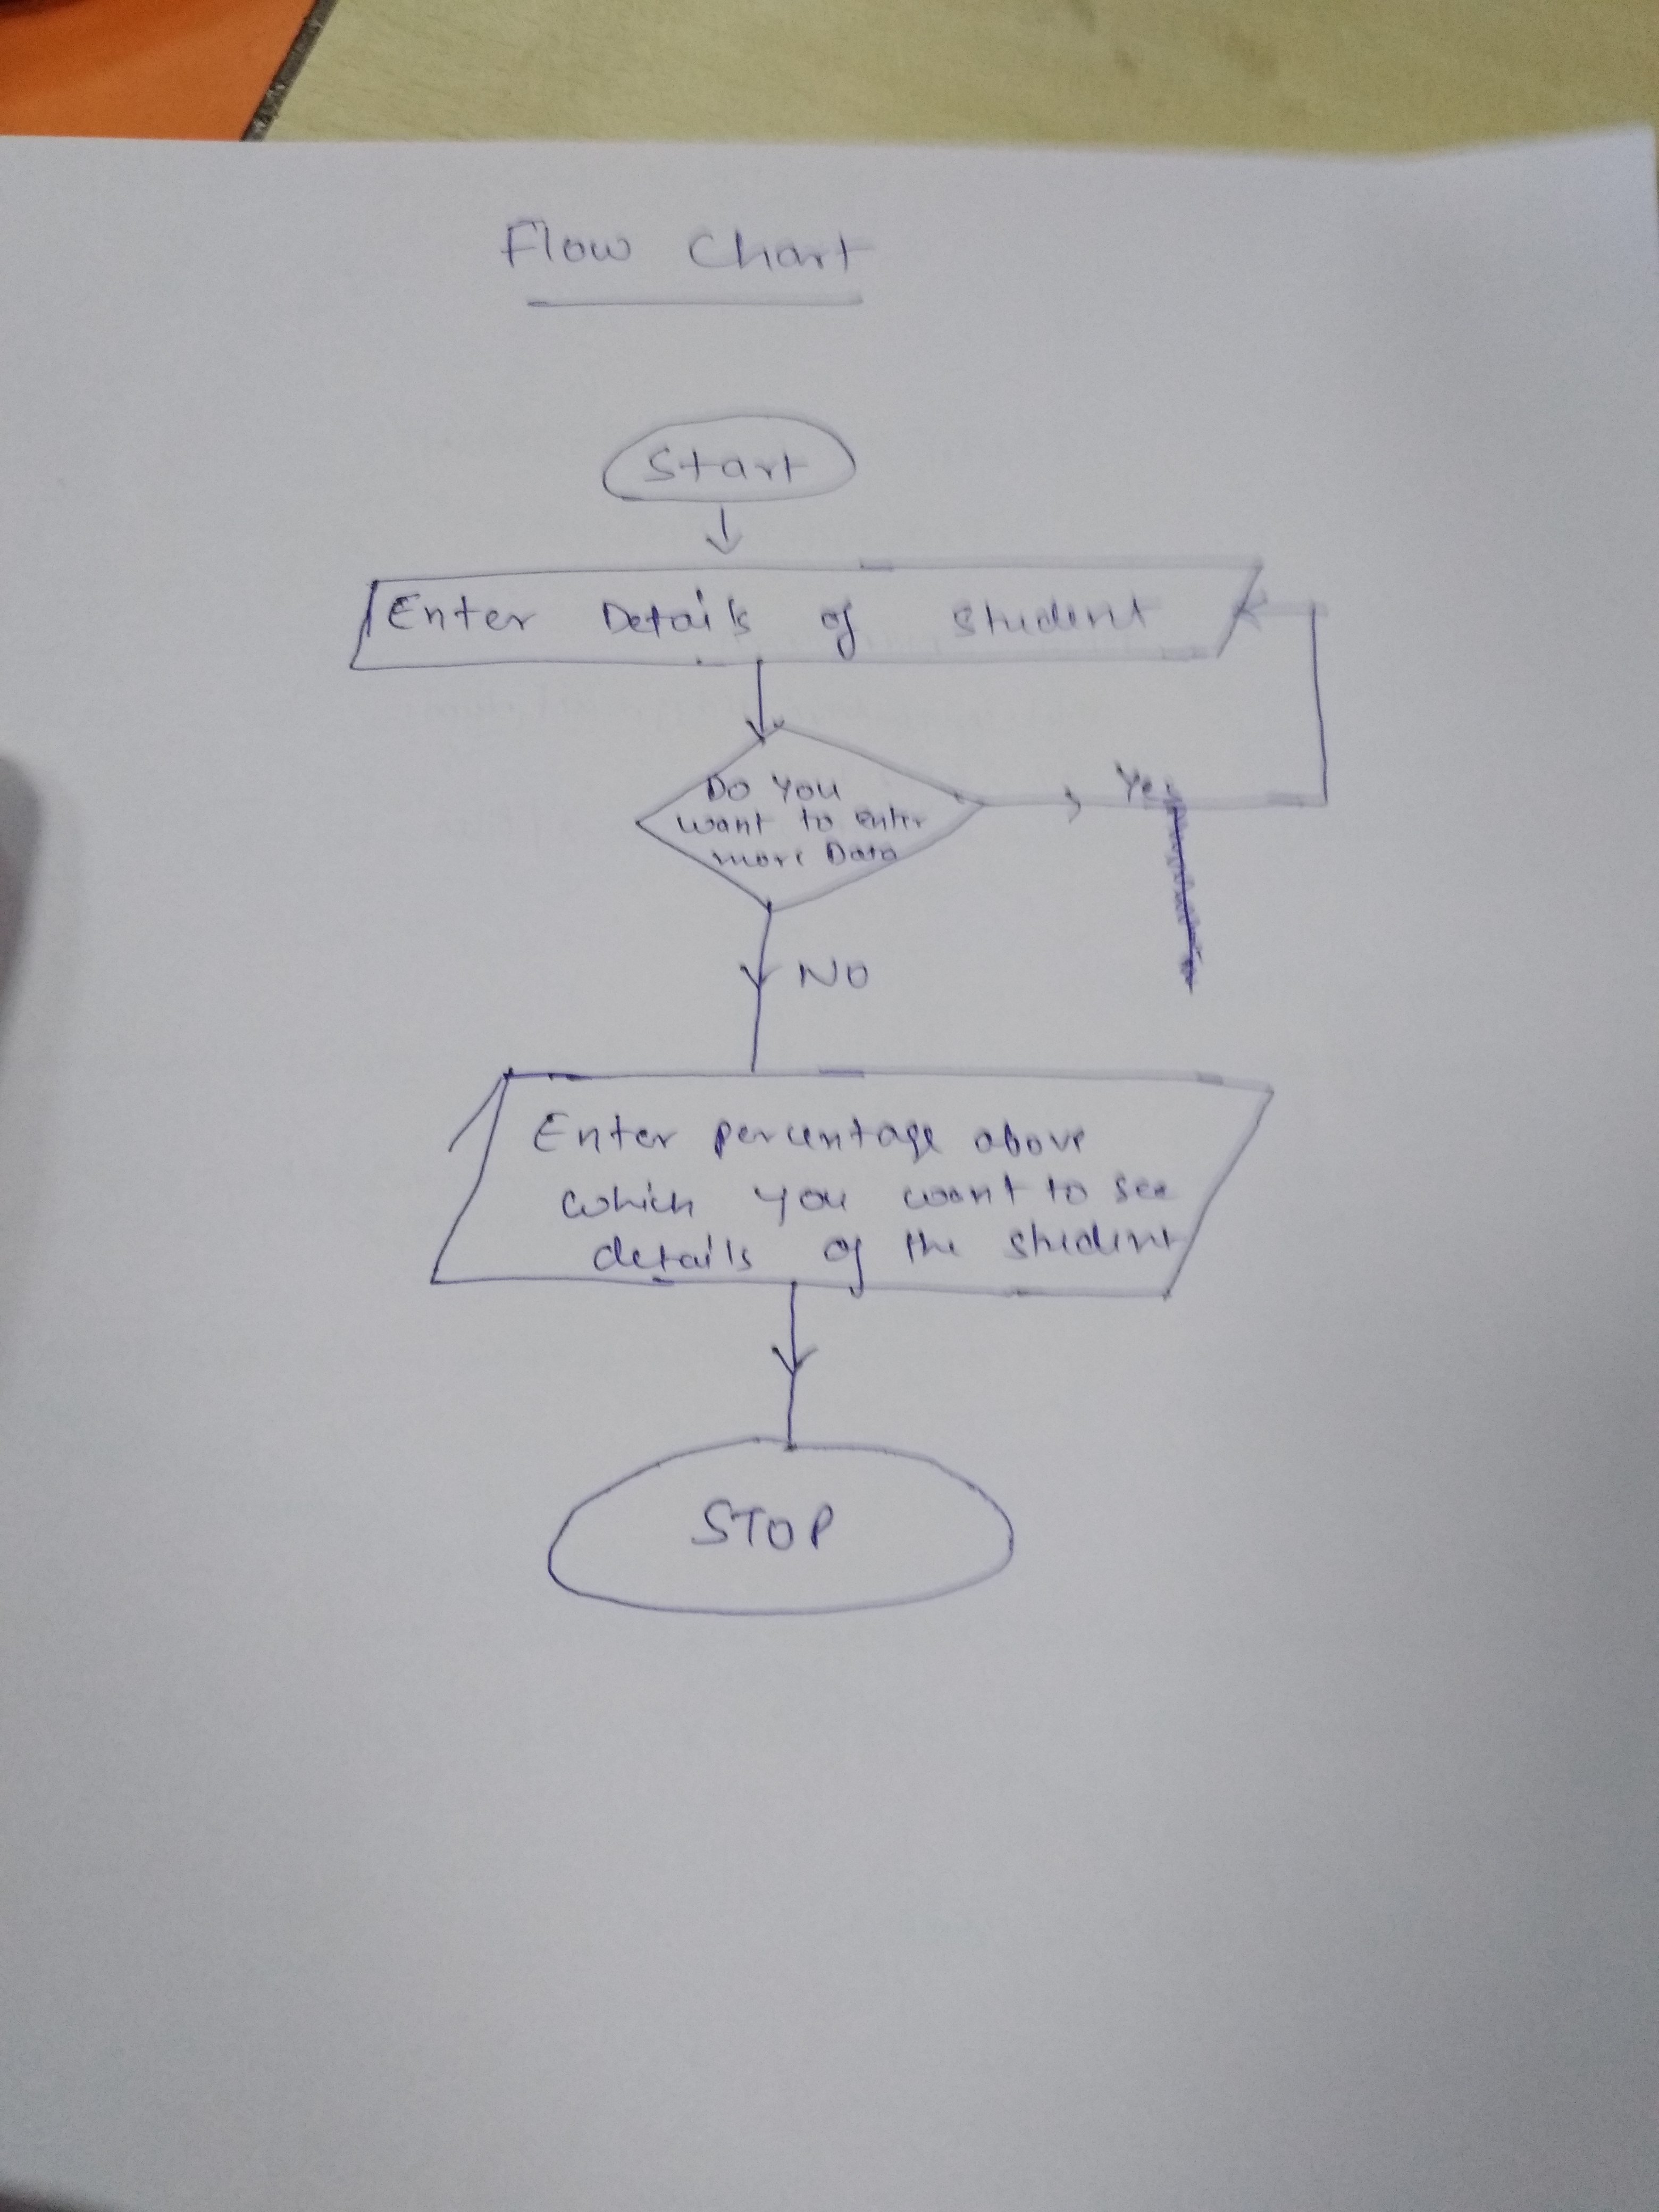 Flow Chart
Start
Enter Details of student
Do You
want to enter
more Data
Yes
NO
Enter percentage above
which you want to see
details of the student
STOP